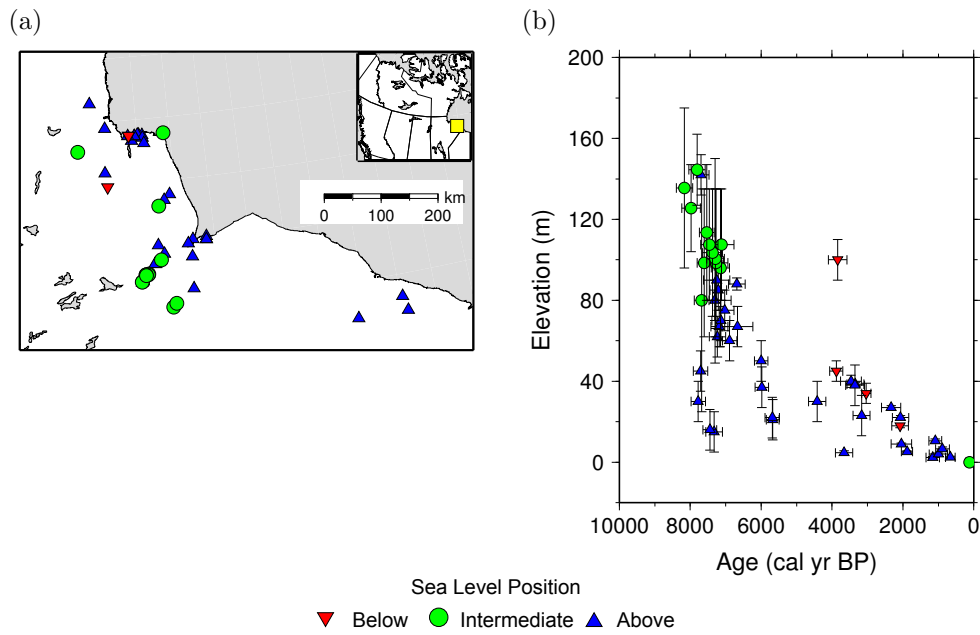 (a)
(b)
km
0 100 200
200
160
120
80
40
0
Elevation (m)
10000 8000 6000 4000 2000 0
Age (cal yr BP)
Sea Level Position
Below Intermediate Above